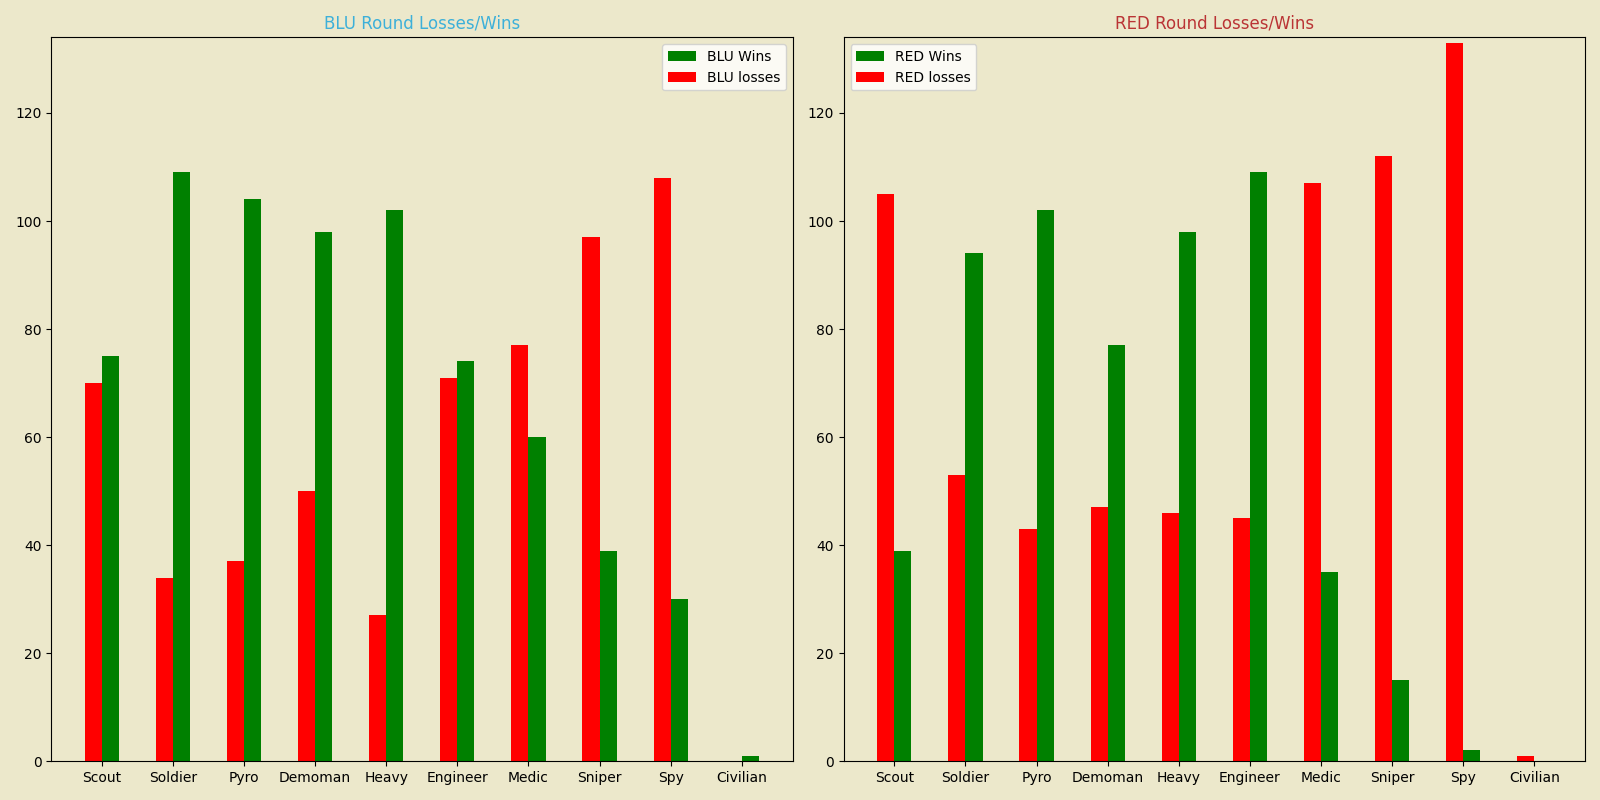 BLU Round Losses/Wins
BLU Wins
BLU losses
120
100
80
60
40
20
0
Scout Soldier Pyro Demoman Heavy Engineer Medic Sniper Spy Civilian
RED Round Losses/Wins
RED Wins
RED losses
120
100
80
60
40
20
0
Scout Soldier Pyro Demoman Heavy Engineer Medic Sniper Spy Civilian